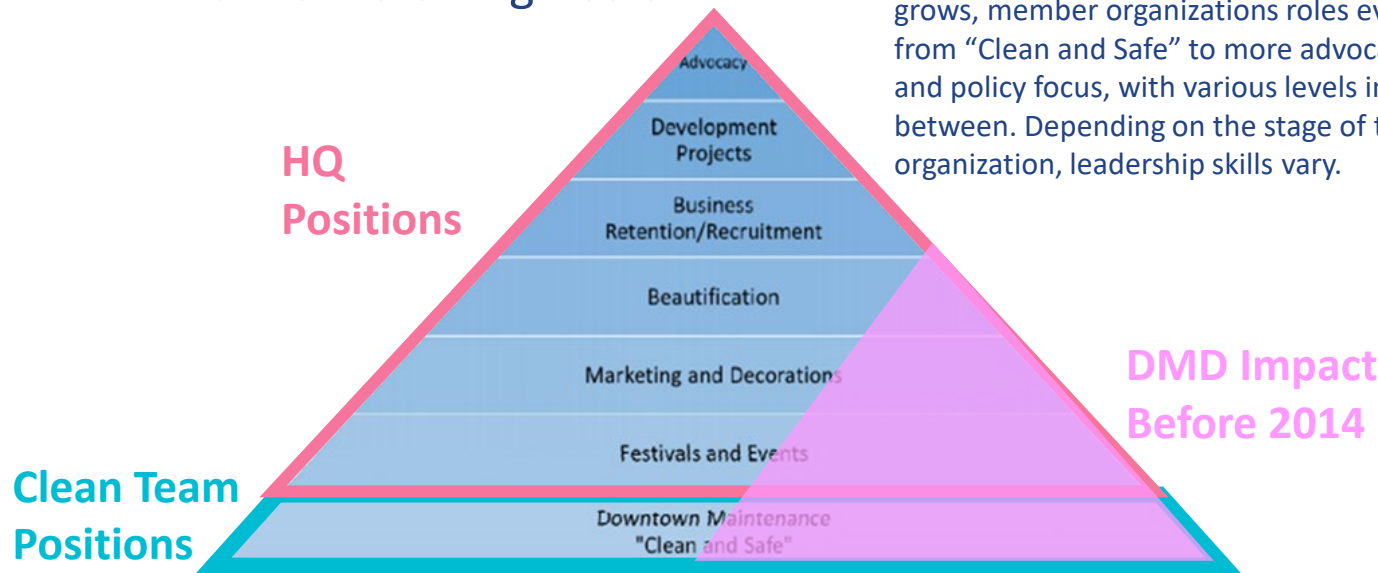 grows, member organizations roles
from “Clean and Safe” to more
and policy focus, with various levels
between. Depending on the stage of
organization, leadership skills vary.
Advocacy
Development
Projects
HQ
Positions
Business
Retention/Recruitment
Beautification
Marketing and Decorations
DMD Impact
Before 2014
Festivals and Events
Clean Team
Positions
Downtown Maintenance
"Clean and Safe"